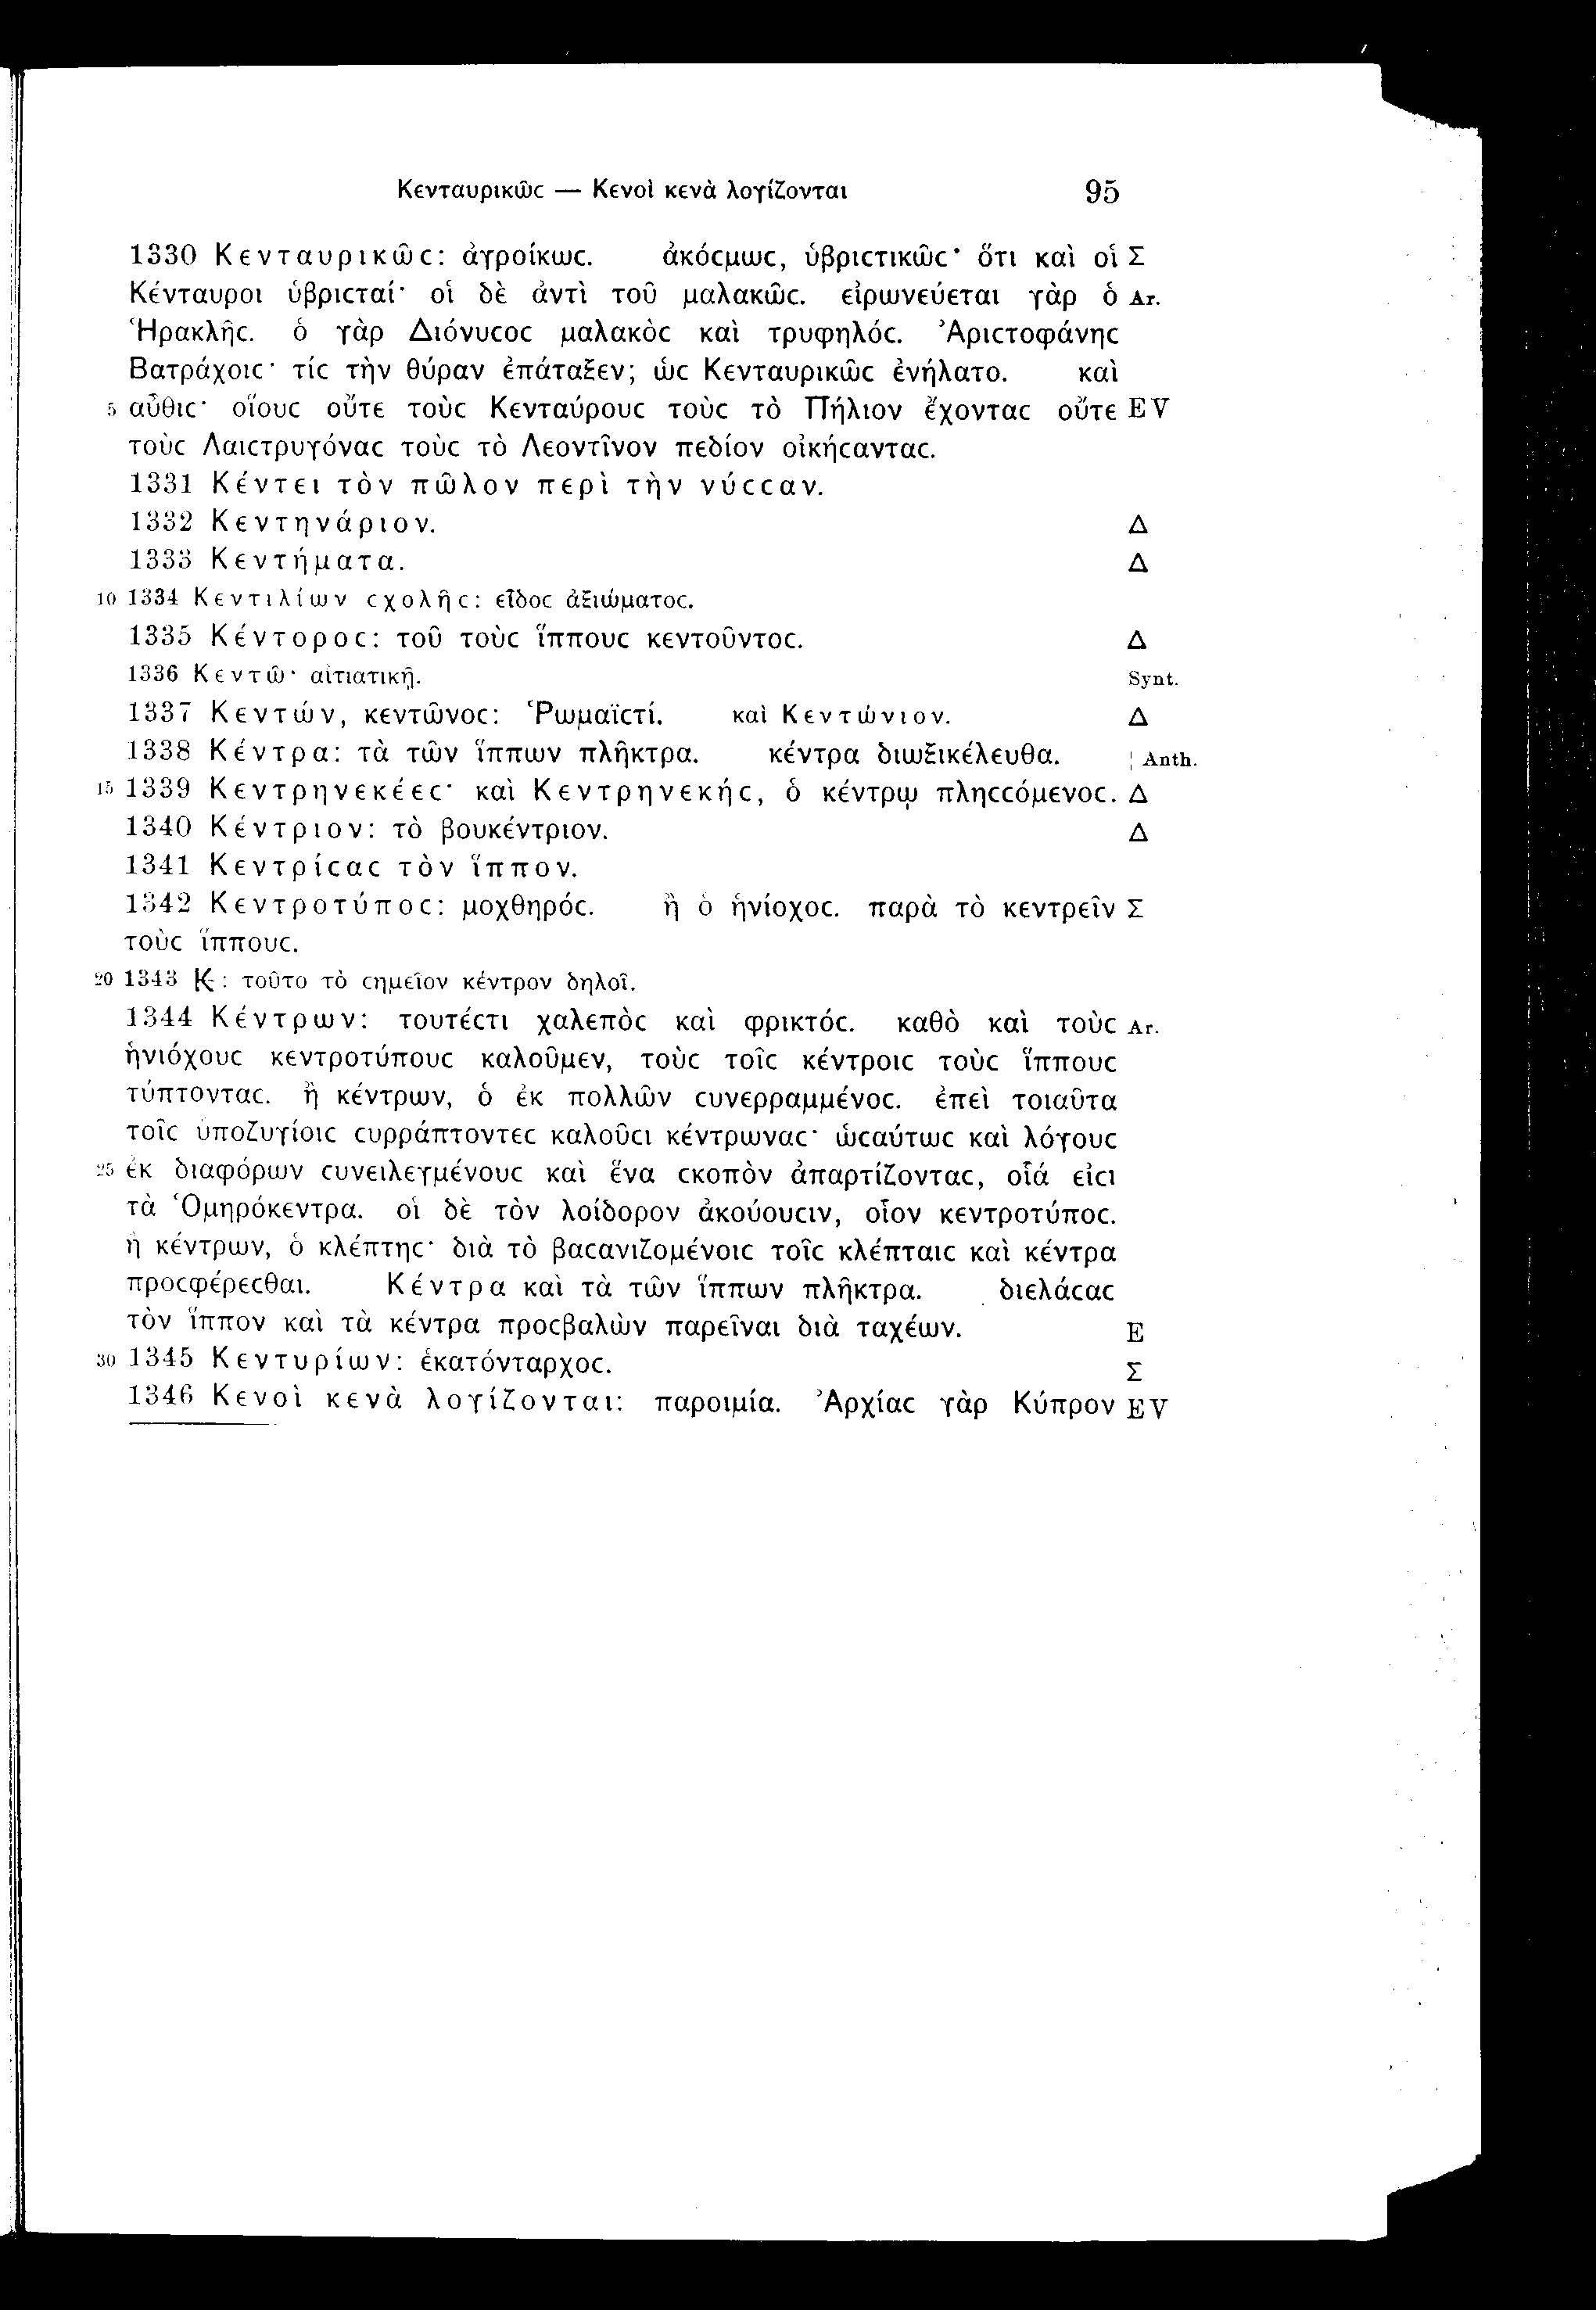 Κενταυρικῶϲ — Κενοὶ κενὰ λογίζονται 95
1330 Κενταυρικῶϲ: ἀγροίκωϲ. ἀκόϲμωϲ, ὑβριϲτικῶϲ· ὅτι καὶ οἱ Σ
Κένταυροι ὑβριϲταί· οἱ δὲ ἀντὶ τοῦ μαλακῶϲ. εἰρωνεύεται γὰρ ὁ Ar.
Ἡρακλῆϲ. ὁ γὰρ Διόνυϲοϲ μαλακὸϲ καὶ τρυφηλόϲ. Ἀριϲτοφάνηϲ
Βατράχοιϲ· τίϲ τὴν θύραν ἐπάταξεν; ὡϲ Κενταυρικῶϲ ἐνήλατο. καὶ
5 αὖθιϲ· οἵουϲ οὔτε τοὺϲ Κενταύρουϲ τοὺϲ τὸ Πήλιον ἔχονταϲ οὔτε EV
τοὺϲ Λαιϲτρυγόναϲ τοὺϲ τὸ Λεοντῖνον πεδίον οἰκήϲανταϲ.
1331 Κέντει τὸν πῶλον περὶ τὴν νύϲϲαν.
1332 Κεντηνάριον. Δ
1333 Κεντήματα. Δ
10 1334 Κεντιλίων ϲχολῆϲ: εἶδοϲ ἀξιώματοϲ.
1335 Κέντοροϲ: τοῦ τοὺϲ ἵππουϲ κεντοῦντοϲ. Δ
1336 Κεντῶ· αἰτιατικῇ. Synt.
1337 Κεντών, κεντῶνοϲ: Ῥωμαϊϲτί. καὶ Κεντώνιον. Δ
1338 Κέντρα: τὰ τῶν ἵππων πλῆκτρα. κέντρα διωξικέλευθα. ¦ Anth.
15 1339 Κεντρηνεκέεϲ· καὶ Κεντρηνεκήϲ, ὁ κέντρῳ πληϲϲόμενοϲ. Δ
1340 Κέντριον: τὸ βουκέντριον. Δ
1341 Κεντρίϲαϲ τὸν ἵππον.
1342 Κεντροτύποϲ: μοχθηρόϲ. ἢ ὁ ἡνίοχοϲ. παρὰ τὸ κεντρεῖν Σ
τοὺϲ ἵππουϲ.
20 1343 : τοῦτο τὸ ϲημεῖον κέντρον δηλοῖ.
1344 Κέντρων: τουτέϲτι χαλεπὸϲ καὶ φρικτόϲ. καθὸ καὶ τοὺϲ Ar.
ἡνιόχουϲ κεντροτύπουϲ καλοῦμεν, τοὺϲ τοῖϲ κέντροιϲ τοὺϲ ἵππουϲ
τύπτονταϲ. ἢ κέντρων, ὁ ἐκ πολλῶν ϲυνερραμμένοϲ. ἐπεὶ τοιαῦτα
τοῖϲ ὑποζυγίοιϲ ϲυρράπτοντεϲ καλοῦϲι κέντρωναϲ· ὡϲαύτωϲ καὶ λόγουϲ
25 ἐκ διαφόρων ϲυνειλεγμένουϲ καὶ ἕνα ϲκοπὸν ἀπαρτίζονταϲ, οἷά εἰϲι
τὰ Ὁμηρόκεντρα. οἱ δὲ τὸν λοίδορον ἀκούουϲιν, οἷον κεντροτύποϲ.
ἢ κέντρων, ὁ κλέπτηϲ· διὰ τὸ βαϲανιζομένοιϲ τοῖϲ κλέπταιϲ καὶ κέντρα
προϲφέρεϲθαι. Κέντρα καὶ τὰ τῶν ἵππων πλῆκτρα. διελάϲαϲ
τὸν ἵππον καὶ τὰ κέντρα προϲβαλὼν παρεῖναι διὰ ταχέων. E
30 1345 Κεντυρίων: ἑκατόνταρχοϲ. Σ
1346 Κενοὶ κενὰ λογίζονται: παροιμία. Ἀρχίαϲ γὰρ Κύπρον EV